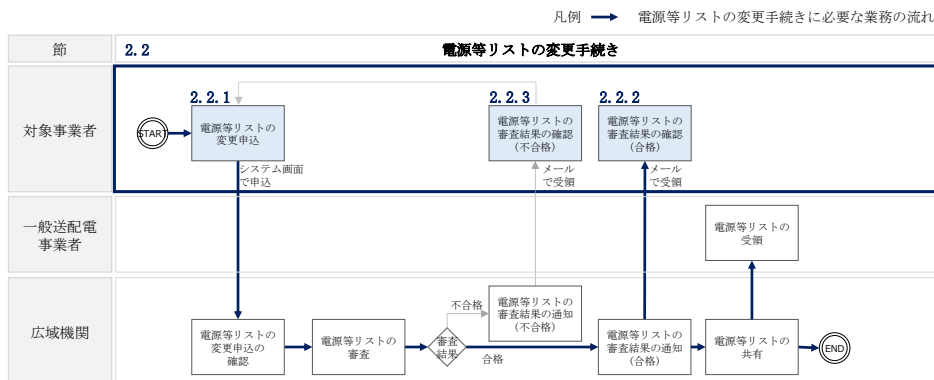 凡例 電源等リストの変更手続きに必要な業務の流れ
節
2.2
電源等リストの変更手続き
対象事業者
START
2.2.1
電源等リストの
変更申込
システム画面
で申込
2.2.3
電源等リストの
審査結果の確認
(不合格)
メール
で受領
2.2.2
電源等リストの
審査結果の確認
(合格)
メール
で受領
一般送配電
事業者
電源等リストの
受領
広域機関
電源等リストの
変更申込の
確認
電源等リストの
審査
審査
結果
不合格
合格
電源等リストの
審査結果の通知
(不合格)
電源等リストの
審査結果の通知
(合格)
電源等リストの
共有
END